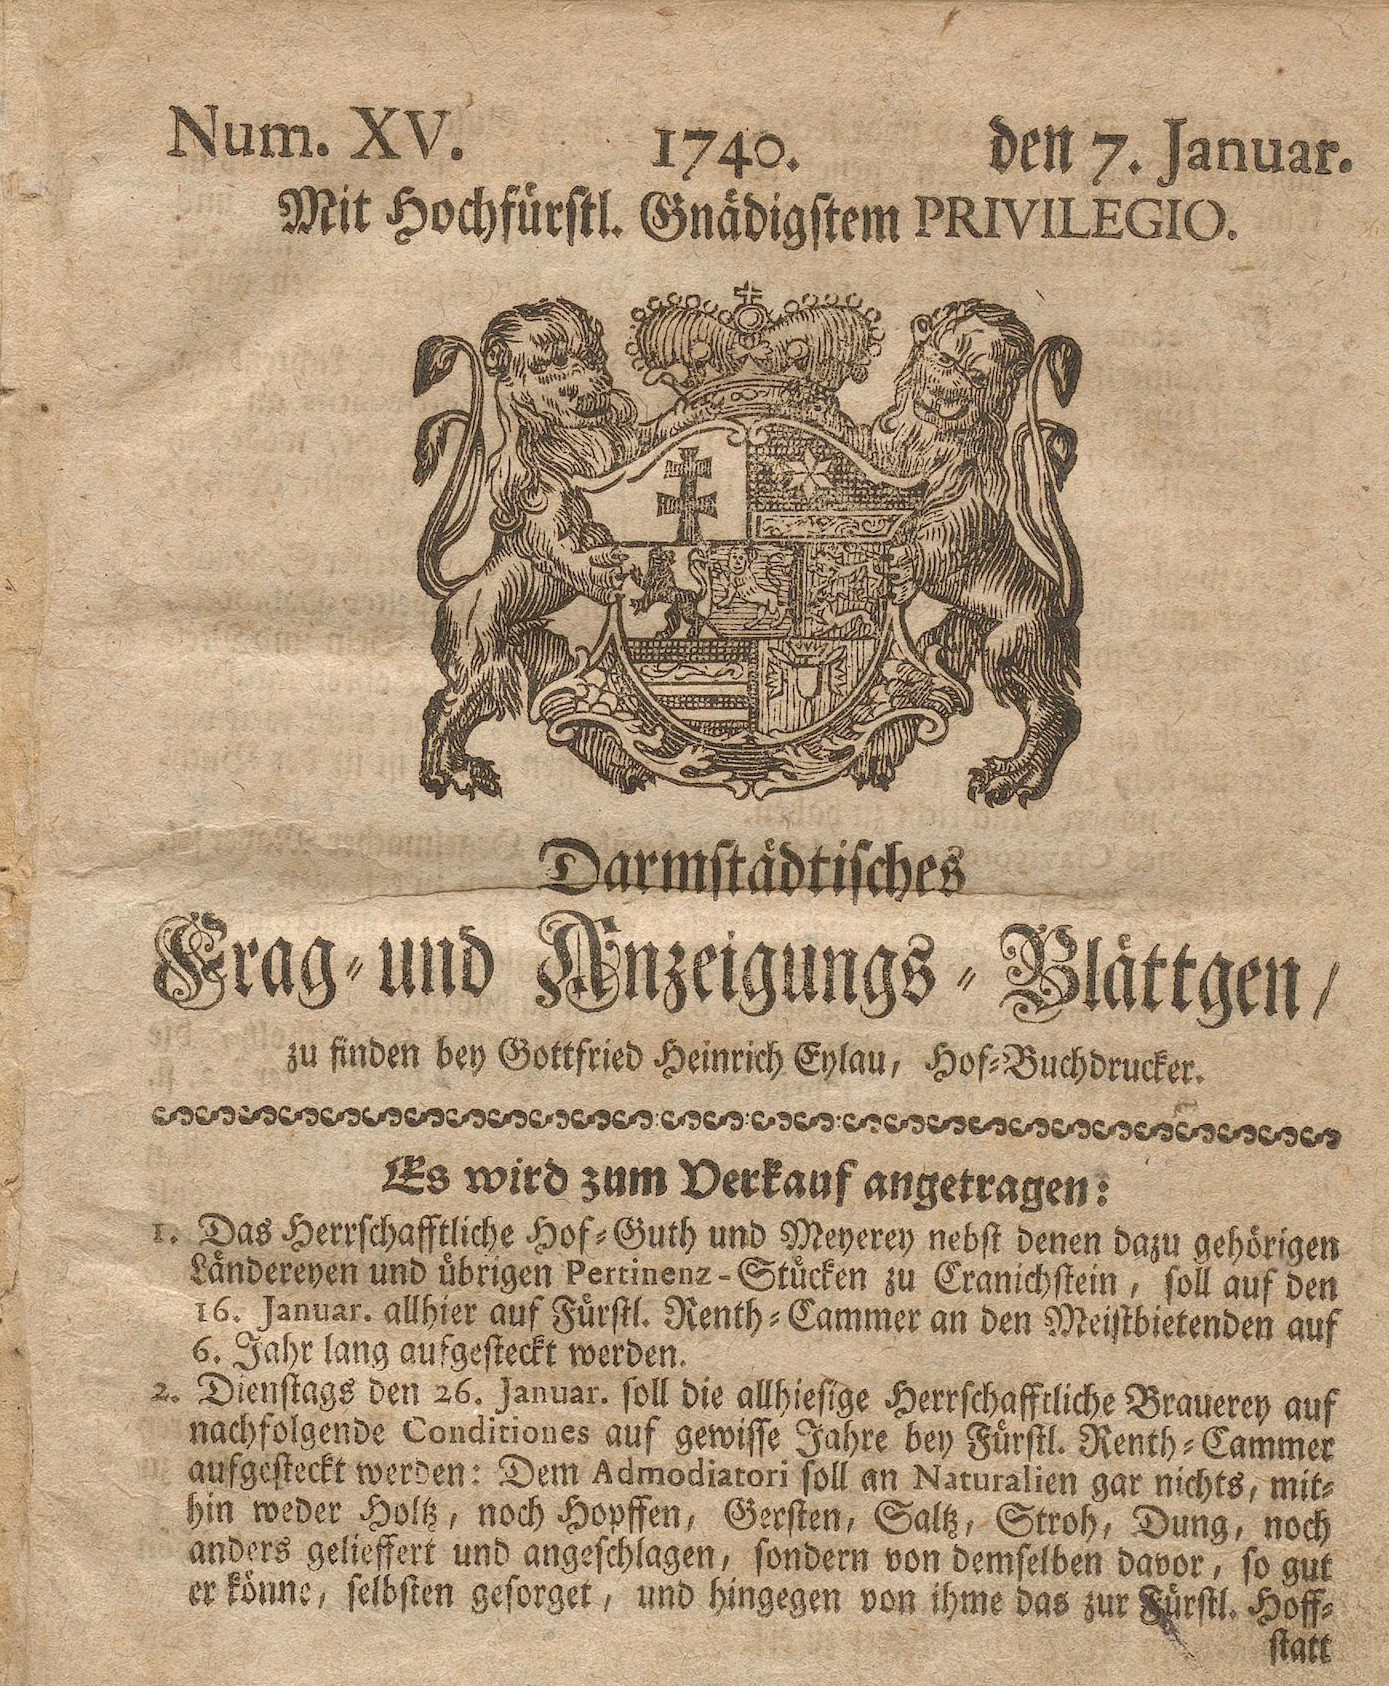 Num. XV. 1740. den 7. Januar.
Mit Hochfürstl. Gnädigstem PRIVILEGIO.
Darmstädtisches
Frag- und Anzeigungs-Blättgen/
zu finden bey Gottfried Heinrich Eylau, Hof-Buchdrucker.
Es wird zum Verkauf angetragen:
1. Das Herrschafftliche Hof-Guth und Meyerey nebst denen dazu gehörigen
Ländereyen und übrigen Pertinenz-Stücken zu Cranichstein, soll auf den
16. Januar. allhier auf Fürstl. Renth-Cammer an den Meistbietenden auf
6. Jahr lang aufgesteckt werden.
2. Dienstags den 26. Januar. soll die allhiesige Herrschafftliche Brauerey auf
nachfolgende Conditiones auf gewisse Jahre bey Fürstl. Renth-Cammer
aufgesteckt werden: Dem Admodiatori soll an Naturalien gar nichts, mit-
hin weder Holtz, noch Hopffen, Gersten, Saltz, Stroh, Dung, noch
anders gelieffert und angeschlagen, sondern von demselben davor, so gut
er könne, selbsten gesorget, und hingegen von ihme das zur Fürstl. Hoff-
statt